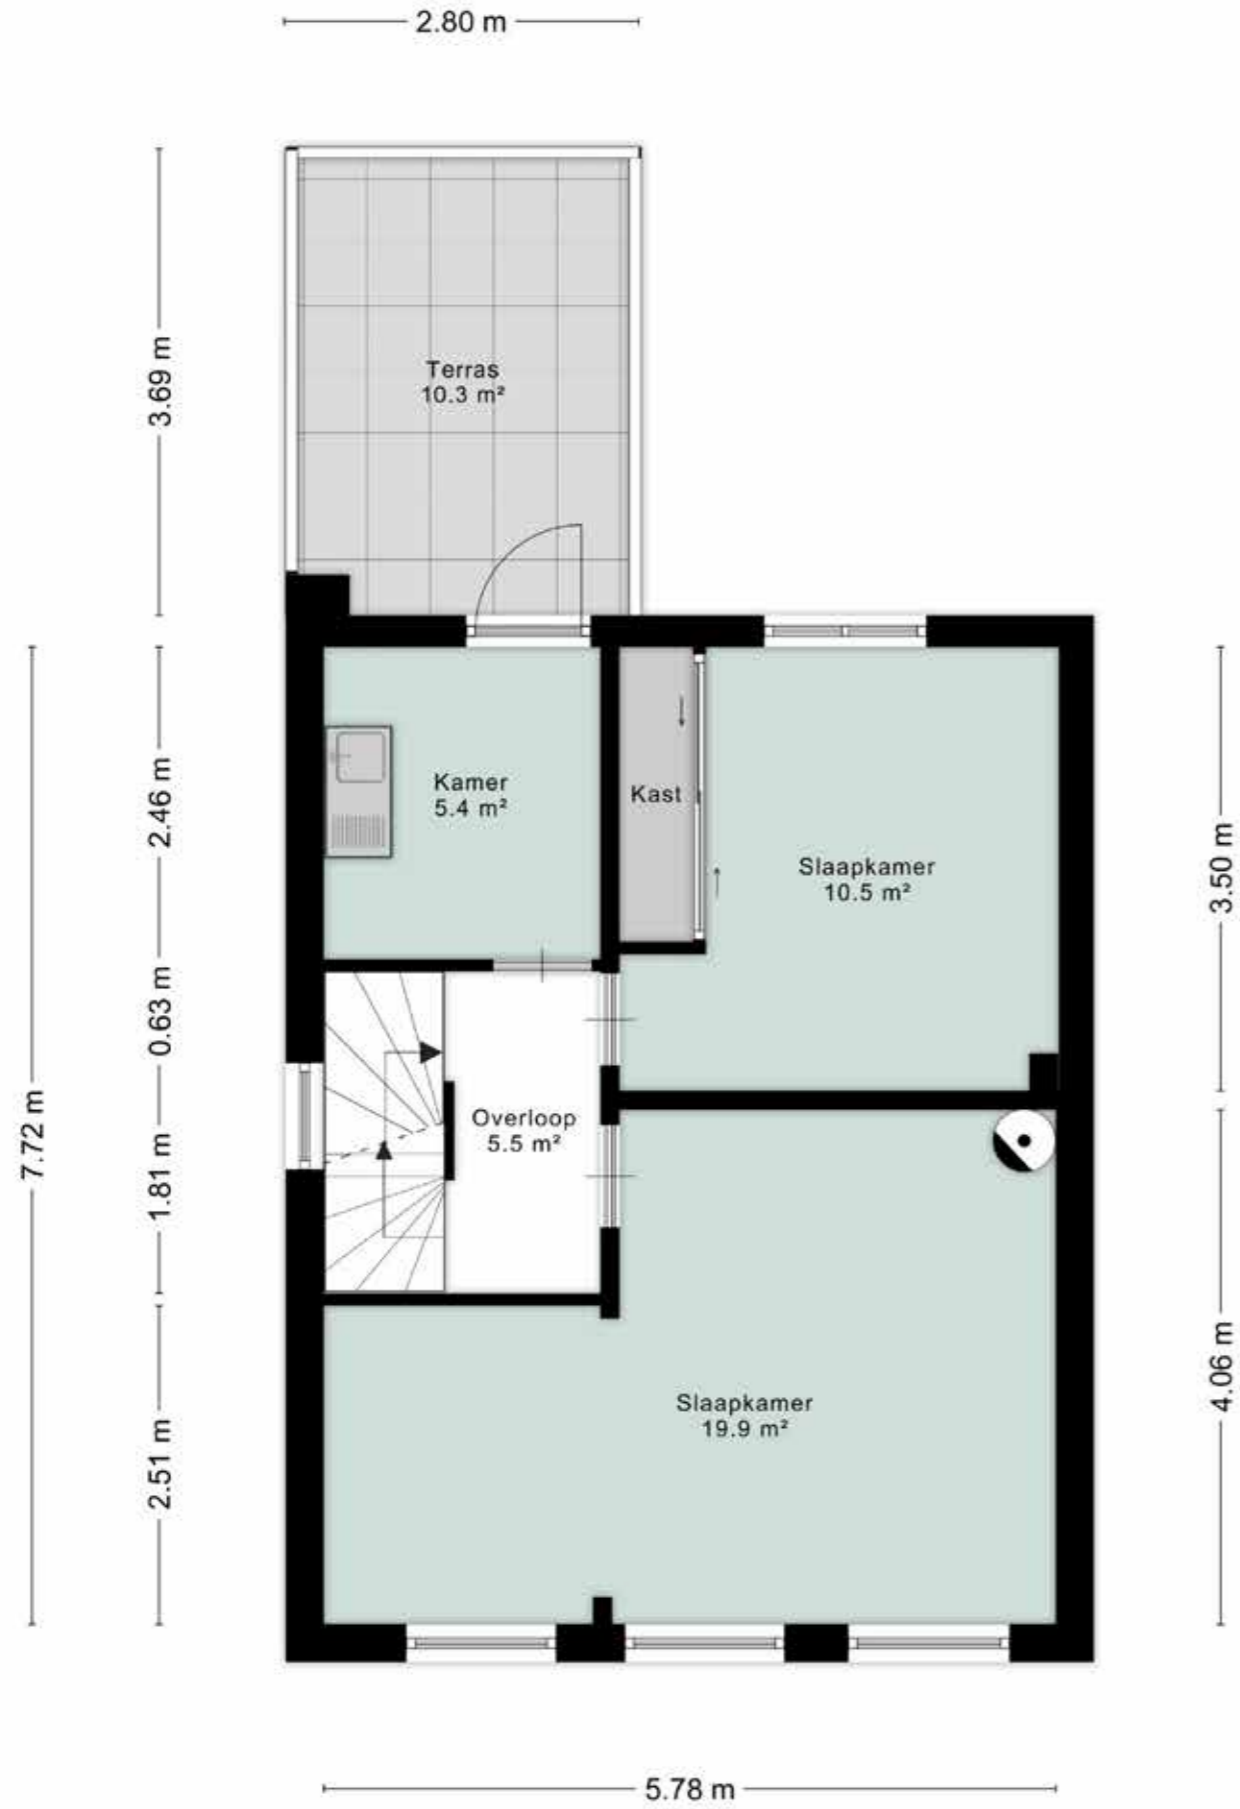 2.80 m
3.69 m
Terras
10.3 m²
7.72 m
2.46 m
0.63 m
1.81 m
2.51 m
Kamer
5.4 m²
Kast
Slaapkamer
10.5 m²
3.50 m
Overloop
5.5 m²
Slaapkamer
19.9 m²
4.06 m
5.78 m